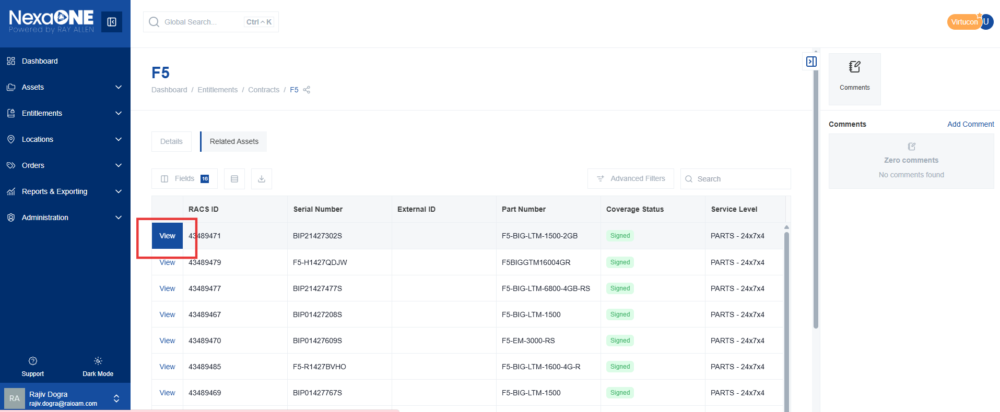 NexaONE
Powered by RAY ALLEN
Global Search...
Ctrl K
Virtucon
U
Dashboard
Assets
Entitlements
Locations
Orders
Reports & Exporting
Administration
Support
Dark Mode
RA
Rajiv Dogra
rajiv.dogra@raioam.com
F5
Dashboard / Entitlements / Contracts / F5
Details
Related Assets
Fields 16
Advanced Filters
Search
RACS ID Serial Number External ID Part Number Coverage Status Service Level
View 43489471 BIP21427302S F5-BIG-LTM-1500-2GB Signed PARTS - 24x7x4
View 43489479 F5-H1427QDJW F5BIGGTM16004GR Signed PARTS - 24x7x4
View 43489477 BIP21427477S F5-BIG-LTM-6800-4GB-RS Signed PARTS - 24x7x4
View 43489467 BIP01427208S F5-BIG-LTM-1500 Signed PARTS - 24x7x4
View 43489470 BIP01427609S F5-EM-3000-RS Signed PARTS - 24x7x4
View 43489485 F5-R1427BVHO F5-BIG-LTM-1600-4G-R Signed PARTS - 24x7x4
View 43489469 BIP01427767S F5-BIG-LTM-1500 Signed PARTS - 24x7x4
Comments
Comments
Add Comment
Zero comments
No comments found